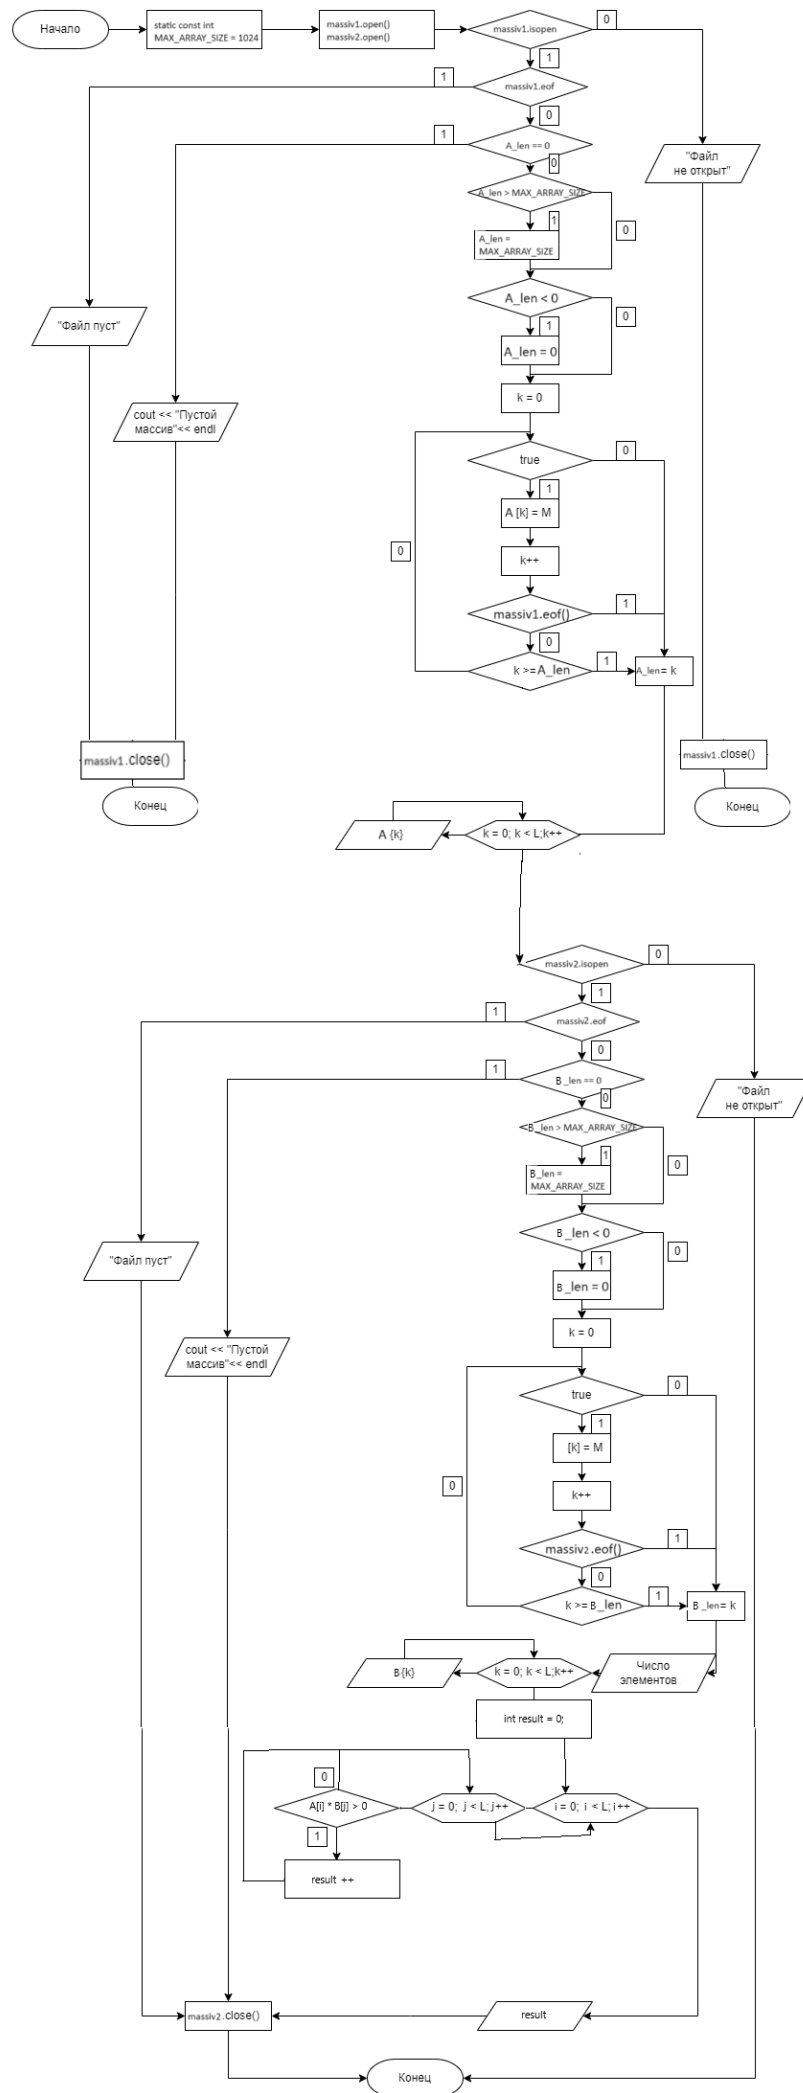 Начало
static const int
MAX_ARRAY_SIZE = 1024
massiv1.open()
massiv2.open()
massiv1.isopen
0
1
massiv1.eof
1
0
A_len == 0
1
0
"Файл
не открыт"
A_len > MAX_ARRAY_SIZE
1
0
A_len =
MAX_ARRAY_SIZE
A_len < 0
0
1
"Файл пуст"
A_len = 0
k = 0
cout << "Пустой
массив"<< endl
true
0
1
A [k] = M
0
k++
massiv1.eof()
1
0
k >=A_len
1
A_len= k
massiv1.close()
massiv1.close()
Конец
Конец
A {k}
k = 0; k < L;k++
massiv2.isopen
0
1
massiv2.eof
1
0
B_len == 0
1
0
"Файл
не открыт"
<B_len > MAX_ARRAY_SIZE
1
0
B_len =
MAX_ARRAY_SIZE
B_len < 0
0
1
"Файл пуст"
B_len = 0
k = 0
cout << "Пустой
массив"<< endl
true
0
1
[k] = M
0
k++
massiv2.eof()
1
0
k >= B_len
1
B_len= k
B {k}
k = 0; k < L;k++
Число
элементов
int result = 0;
0
A[i] * B[j] > 0
j = 0; j < L; j++
i = 0; i < L; i++
1
result ++
massiv2.close()
result
Конец